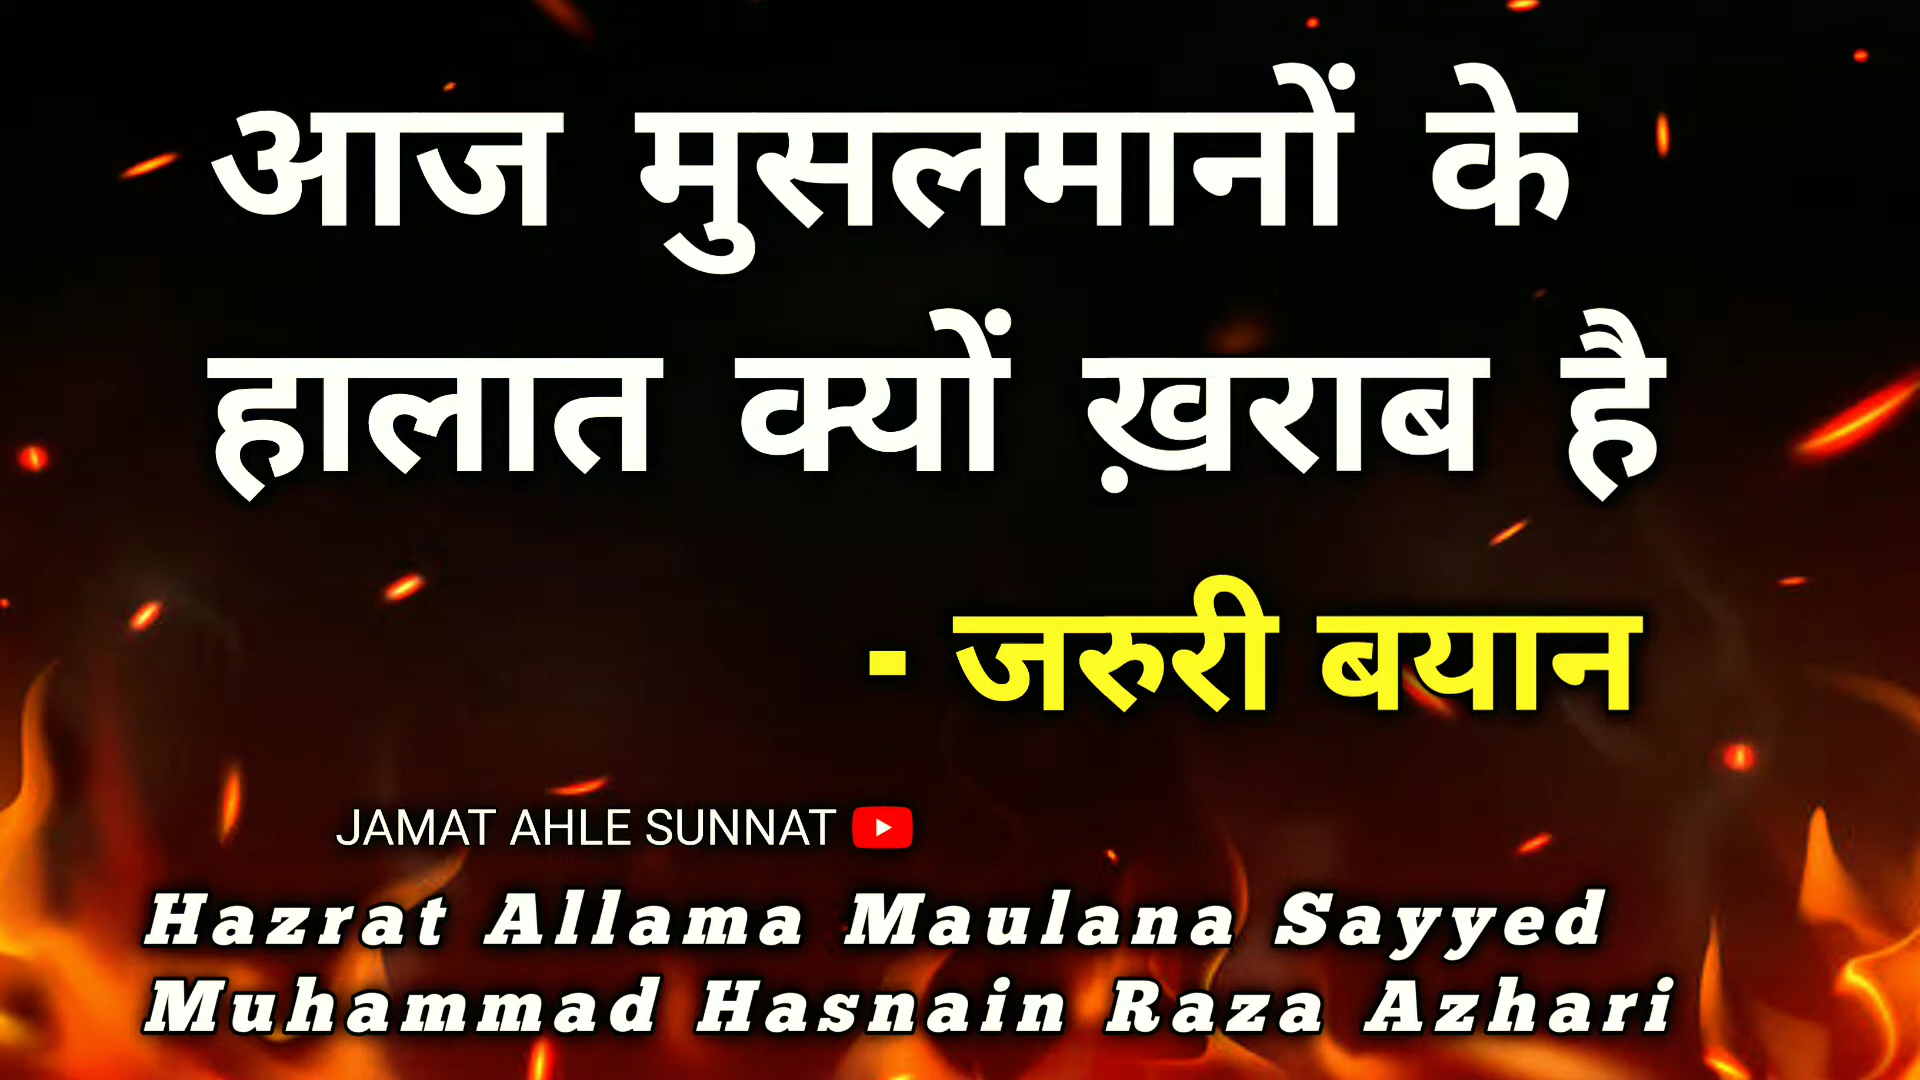 आज मुसलमानों के
हालात क्यों ख़राब है
- जरुरी बयान
JAMAT AHLE SUNNAT
Hazrat Allama Maulana Sayyed
Muhammad Hasnain Raza Azhari